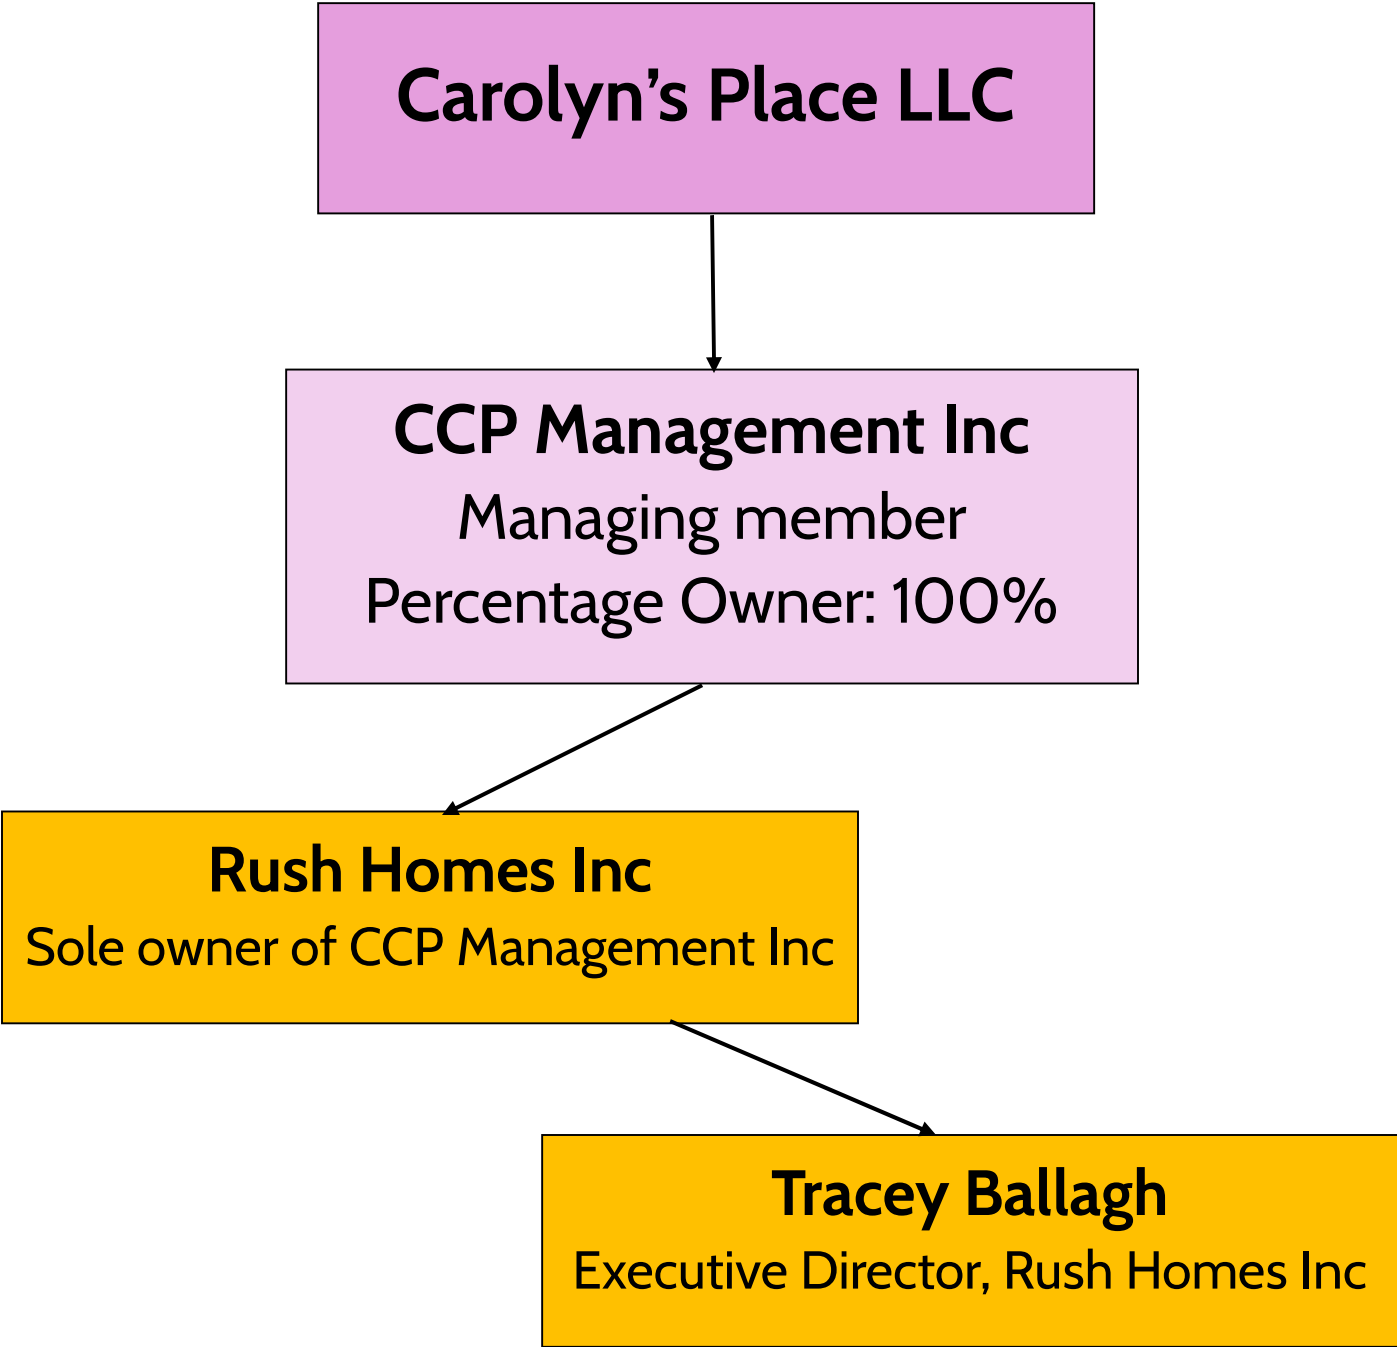 Carolyn’s Place LLC
CCP Management Inc
Managing member
Percentage Owner: 100%
Rush Homes Inc
Sole owner of CCP Management Inc
Tracey Ballagh
Executive Director, Rush Homes Inc